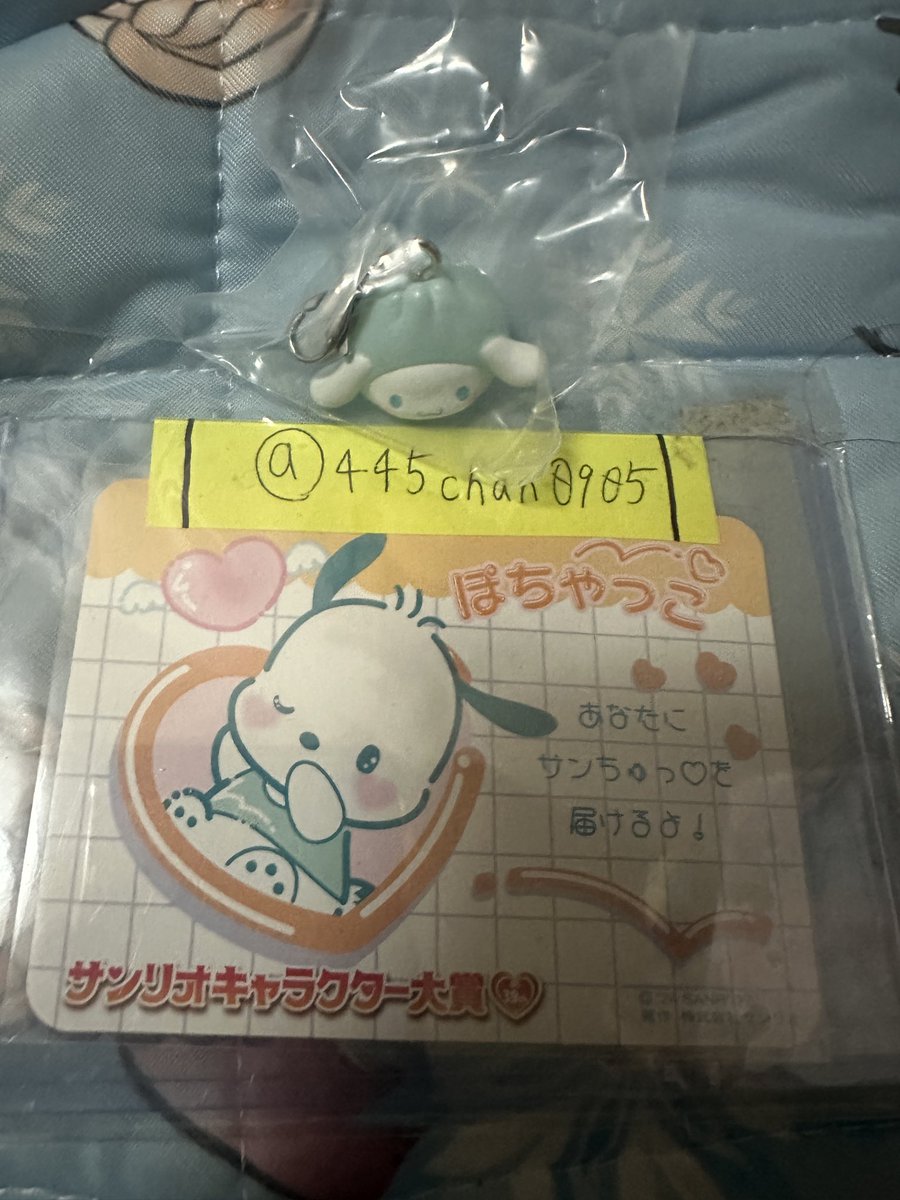 @445chan0905
ぽちゃっこ
あなたに
サンちゅっ♡を
届けるよ!
サンリオキャラクター大賞